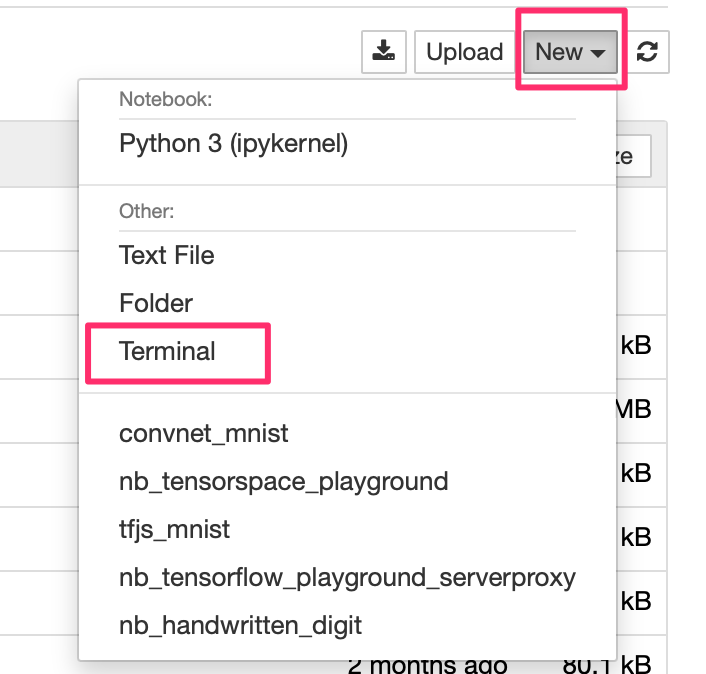 Upload New
Notebook:
Python 3 (ipykernel)
ze
Other:
Text File
Folder
Terminal
kB
MB
convnet_mnist
nb_tensorspace_playground
kB
tfjs_mnist
kB
nb_tensorflow_playground_serverproxy
kB
nb_handwritten_digit
2 months ago 80.1 kB